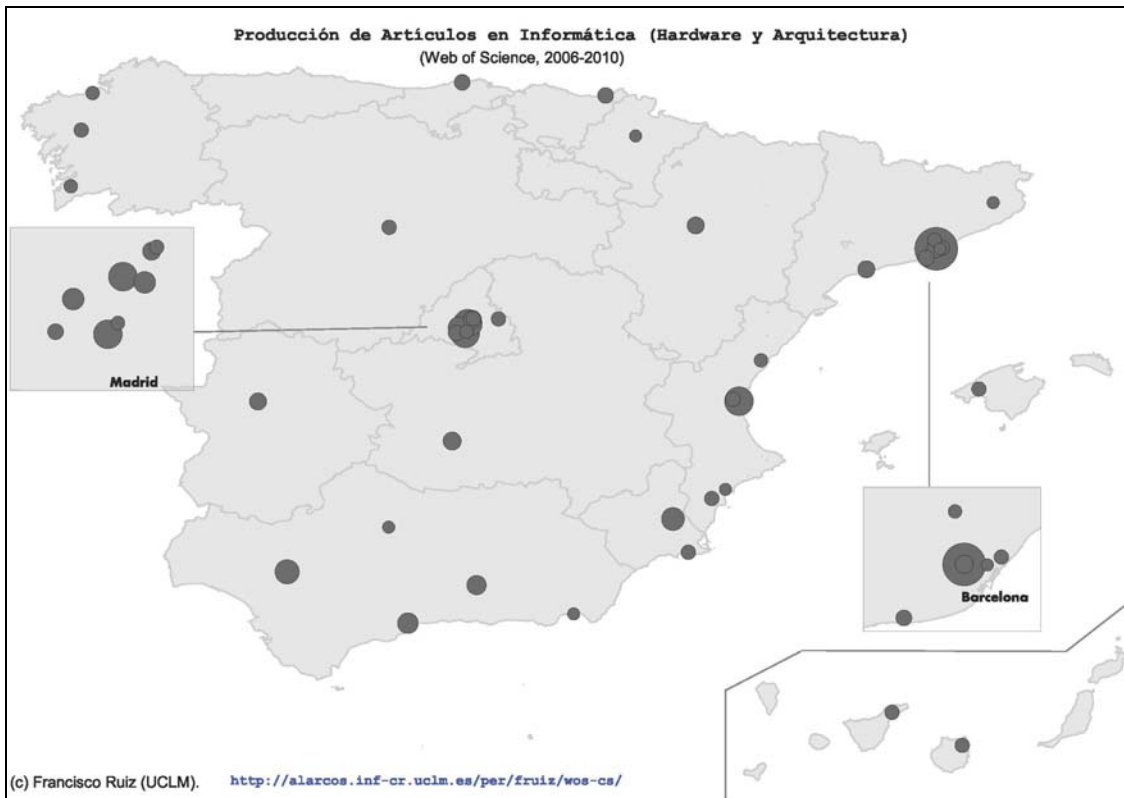 Producción de Artículos en Informática (Hardware y Arquitectura)
(Web of Science, 2006-2010)
Madrid
Barcelona
(c) Francisco Ruiz (UCLM). http://alarcos.inf-cr.uclm.es/per/fruiz/wos-cs/